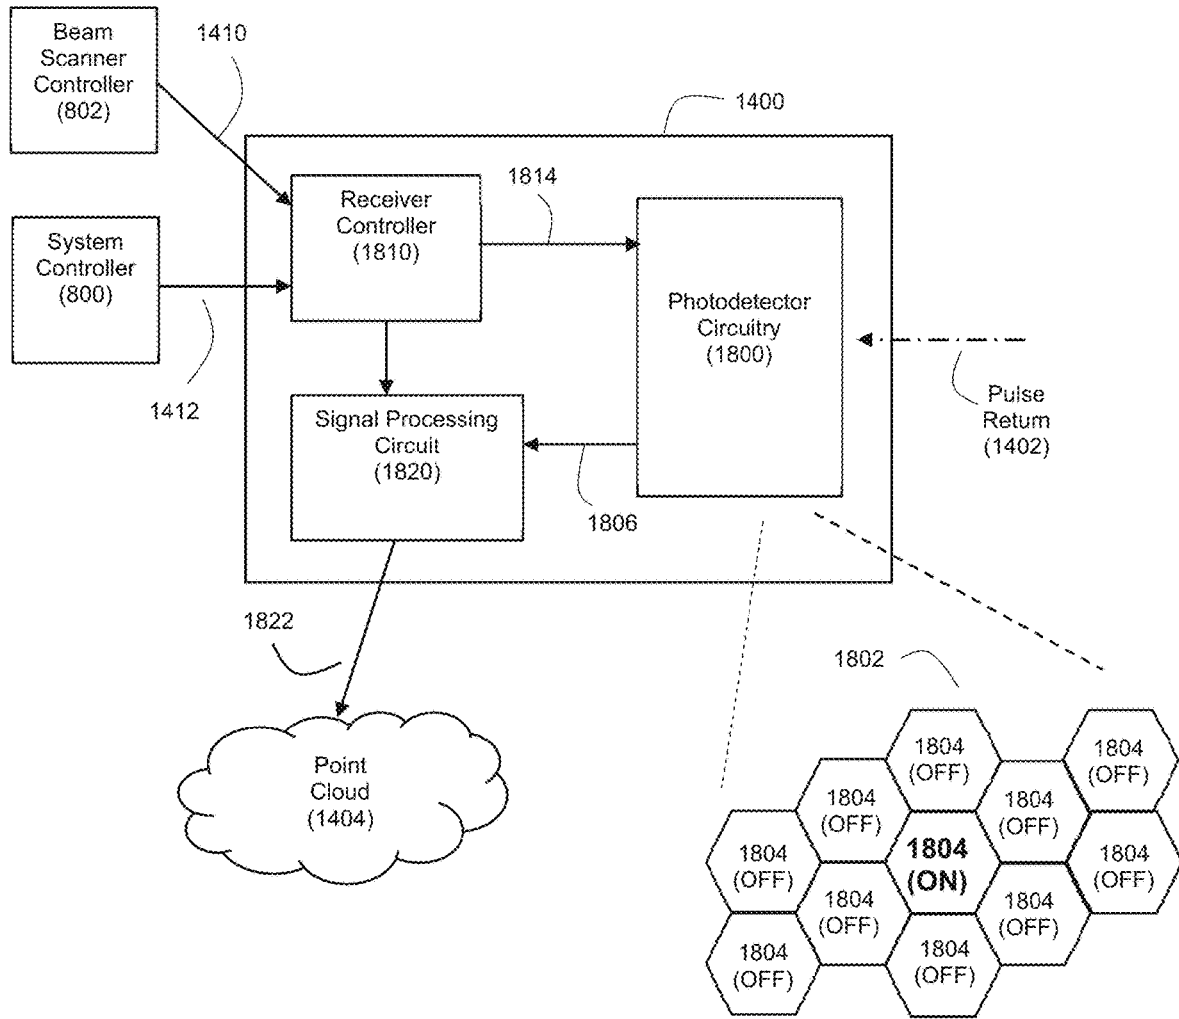 Beam
Scanner
Controller
(802)
1410
1400
System
Controller
(800)
1412
Receiver
Controller
(1810)
1814
Photodetector
Circuitry
(1800)
Pulse
Return
(1402)
Signal Processing
Circuit
(1820)
1806
1822
Point
Cloud
(1404)
1802
1804
(OFF)
1804
(OFF)
1804
(OFF)
1804
(OFF)
1804
(OFF)
1804
(ON)
1804
(OFF)
1804
(OFF)
1804
(OFF)
1804
(OFF)
1804
(OFF)